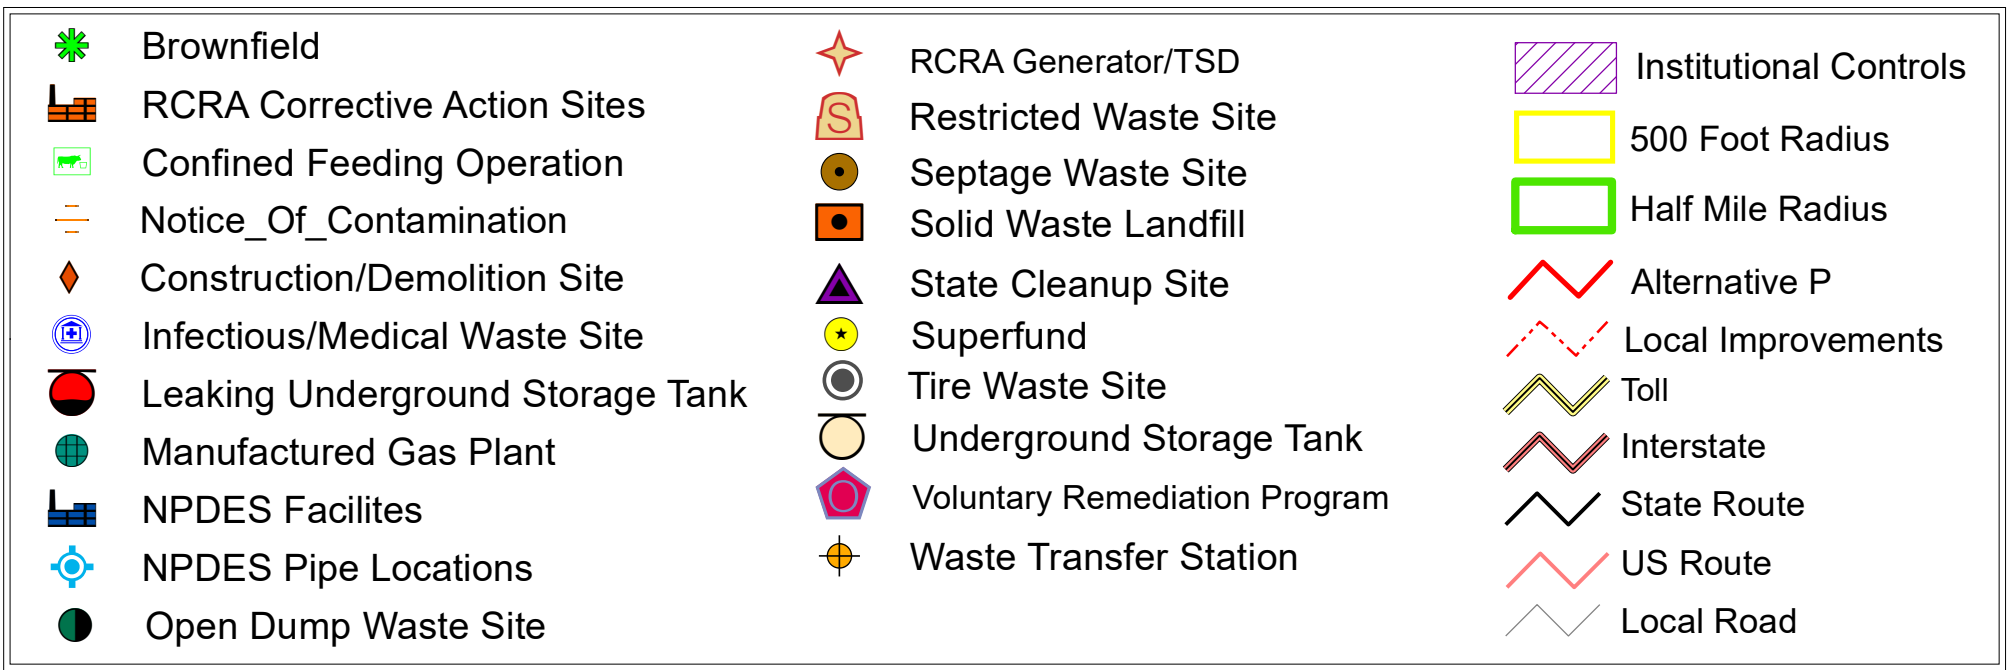 Brownfield
RCRA Corrective Action Sites
Confined Feeding Operation
Notice_Of_Contamination
Construction/Demolition Site
Infectious/Medical Waste Site
Leaking Underground Storage Tank
Manufactured Gas Plant
NPDES Facilites
NPDES Pipe Locations
Open Dump Waste Site
RCRA Generator/TSD
S
Restricted Waste Site
Septage Waste Site
Solid Waste Landfill
State Cleanup Site
Superfund
Tire Waste Site
Underground Storage Tank
O
Voluntary Remediation Program
Waste Transfer Station
Institutional Controls
500 Foot Radius
Half Mile Radius
Alternative P
Local Improvements
Toll
Interstate
State Route
US Route
Local Road